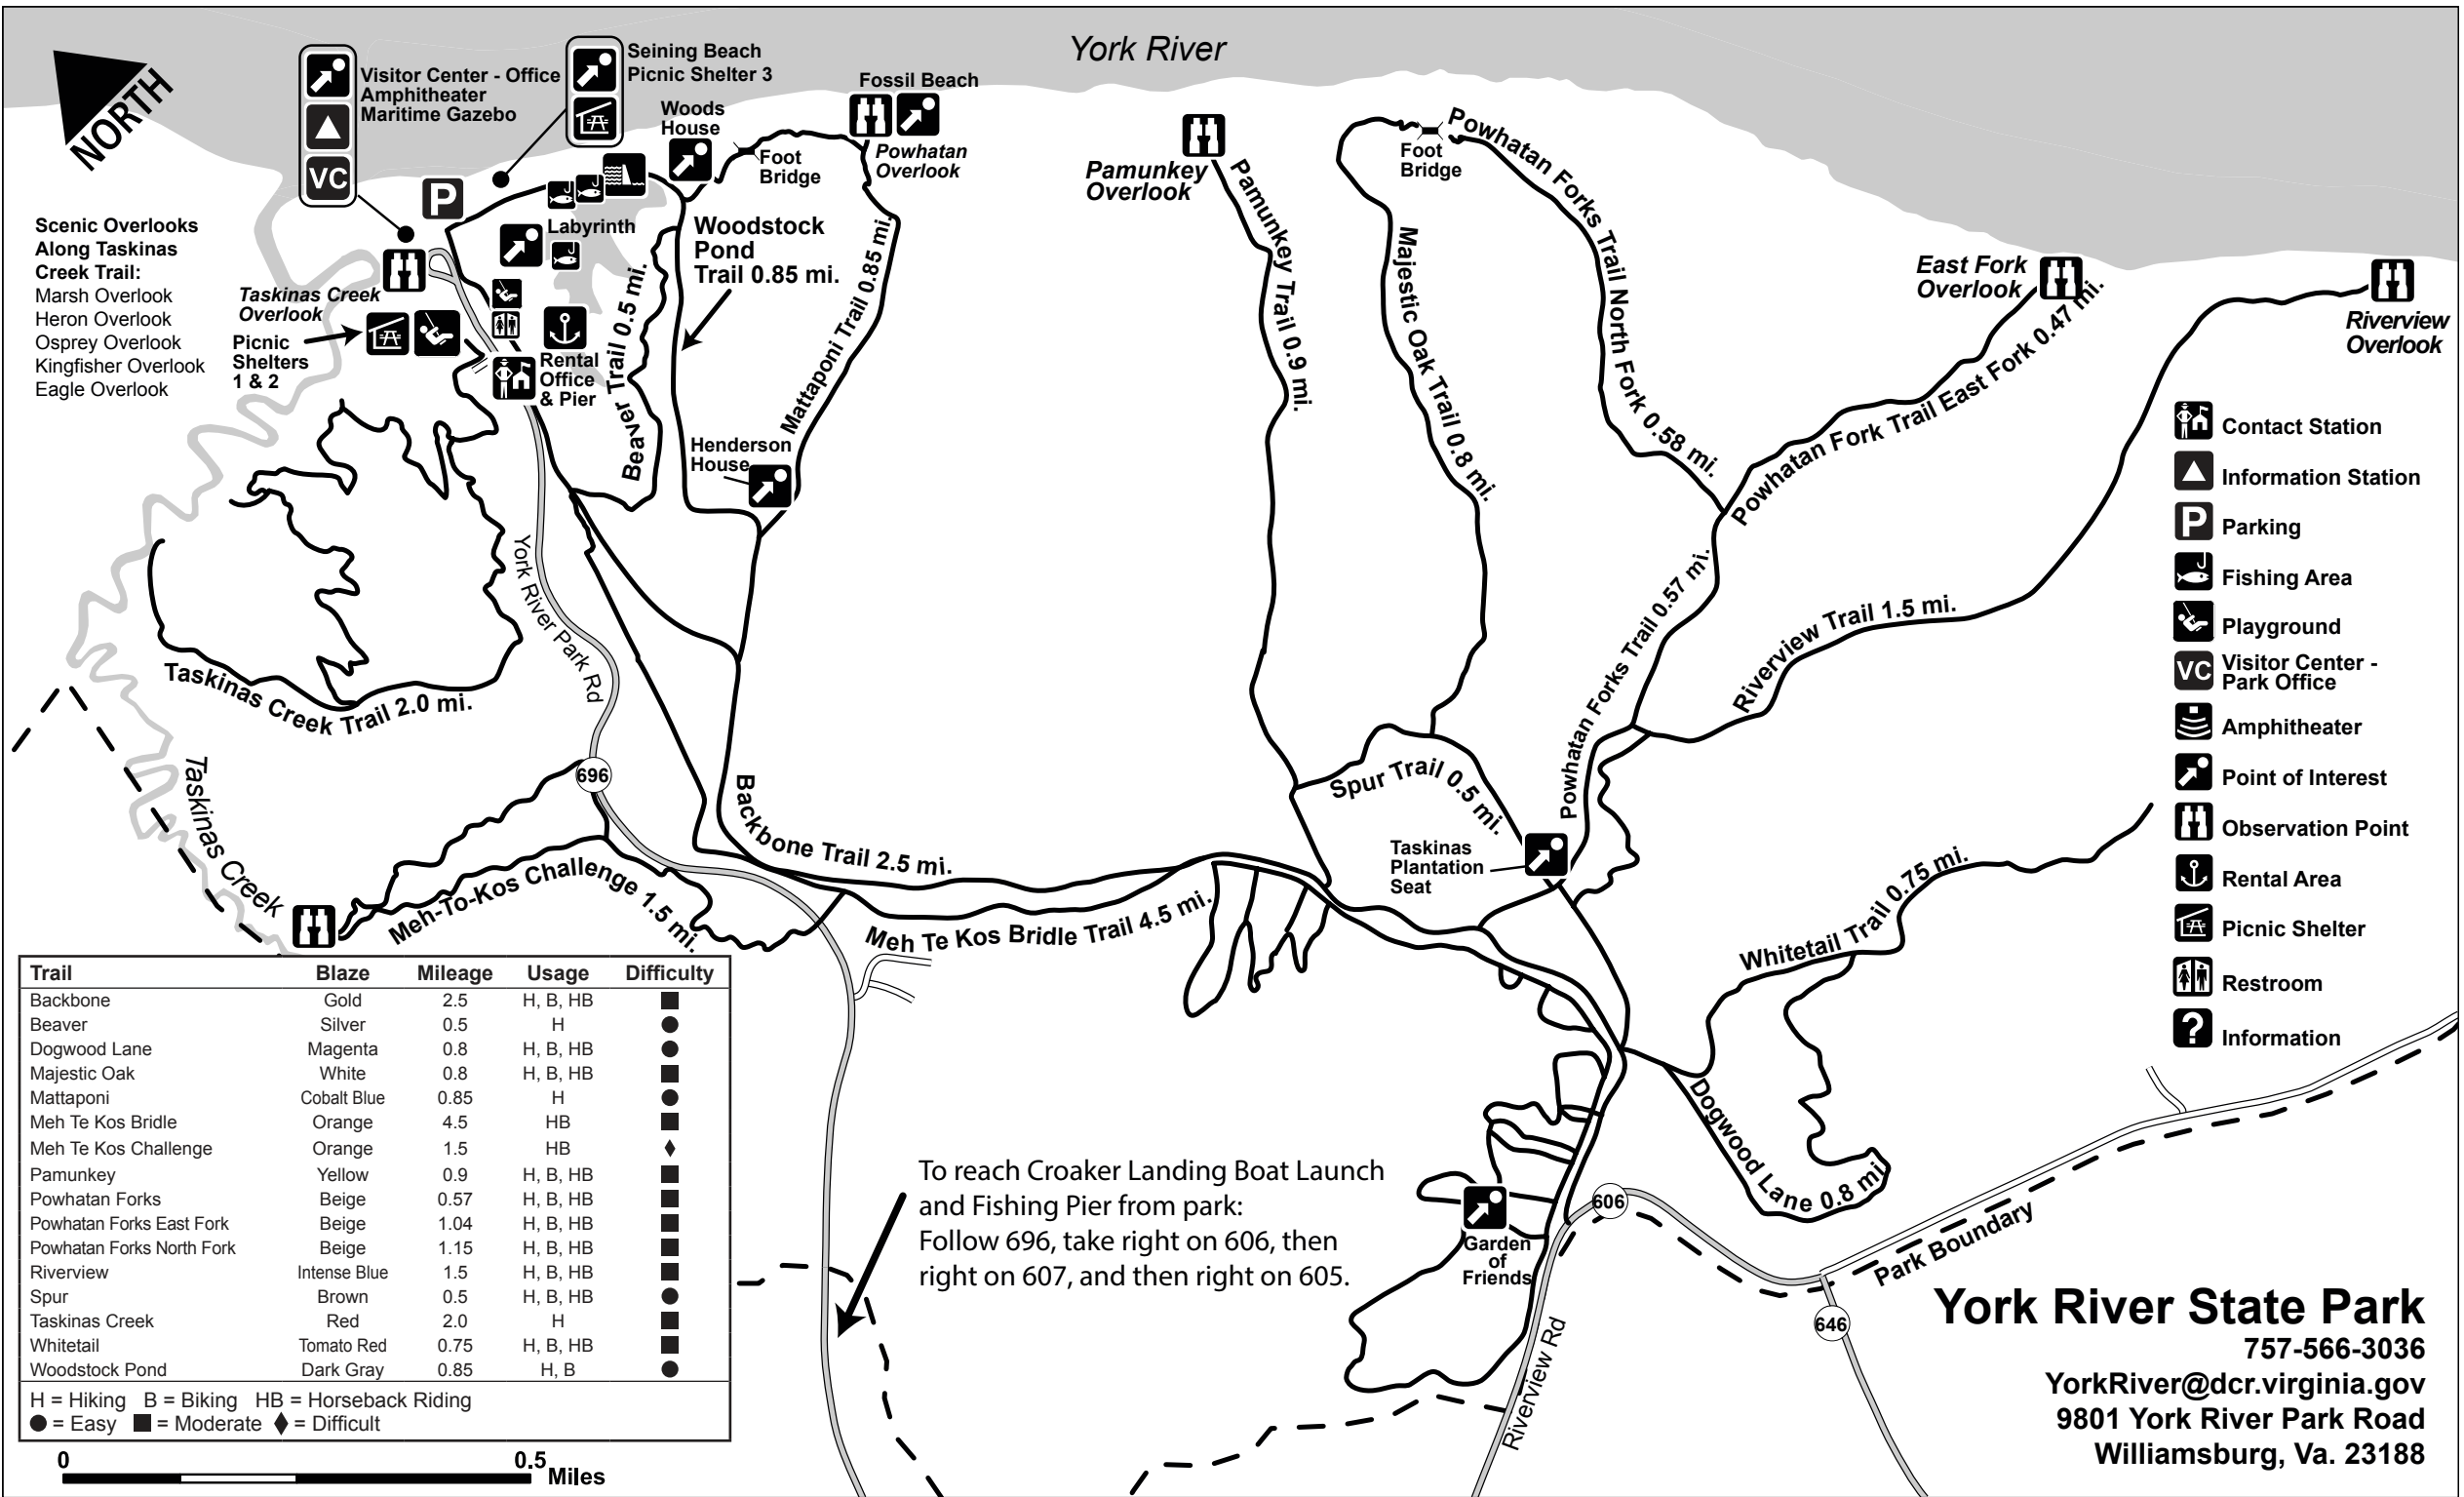 York River
NORTH
Visitor Center - Office
Amphitheater
Maritime Gazebo
VC
P
Seining Beach
Picnic Shelter 3
Woods
House
Foot
Bridge
Fossil Beach
Powhatan
Overlook
Labyrinth
Scenic Overlooks
Along Taskinas
Creek Trail:
Marsh Overlook
Heron Overlook
Osprey Overlook
Kingfisher Overlook
Eagle Overlook
Taskinas Creek
Overlook
Picnic
Shelters
1 & 2
Rental
Office
& Pier
Beaver Trail 0.5 mi.
Woodstock
Pond
Trail 0.85 mi.
Mattaponi Trail 0.85 mi.
Henderson
House
Pamunkey
Overlook
Pamunkey Trail 0.9 mi.
Foot
Bridge
Majestic Oak Trail 0.8 mi.
Powhatan Forks Trail North Fork 0.58 mi.
East Fork
Overlook
Powhatan Fork Trail East Fork 0.47 mi.
Riverview
Overlook
Powhatan Forks Trail 0.57 mi.
Riverview Trail 1.5 mi.
Spur Trail 0.5 mi.
Taskinas
Plantation
Seat
York River Park Rd
696
Taskinas Creek Trail 2.0 mi.
Taskinas Creek
Meh-To-Kos Challenge 1.5 mi.
Backbone Trail 2.5 mi.
Meh Te Kos Bridle Trail 4.5 mi.
Whitetail Trail 0.75 mi.
Dogwood Lane 0.8 mi.
Garden
of
Friends
606
Riverview Rd
646
Park Boundary
To reach Croaker Landing Boat Launch
and Fishing Pier from park:
Follow 696, take right on 606, then
right on 607, and then right on 605.
Contact Station
Information Station
P Parking
Fishing Area
Playground
VC Visitor Center -
Park Office
Amphitheater
Point of Interest
Observation Point
Rental Area
Picnic Shelter
Restroom
? Information
Trail Blaze Mileage Usage Difficulty
Backbone Gold 2.5 H, B, HB
Beaver Silver 0.5 H
Dogwood Lane Magenta 0.8 H, B, HB
Majestic Oak White 0.8 H, B, HB
Mattaponi Cobalt Blue 0.85 H
Meh Te Kos Bridle Orange 4.5 HB
Meh Te Kos Challenge Orange 1.5 HB
Pamunkey Yellow 0.9 H, B, HB
Powhatan Forks Beige 0.57 H, B, HB
Powhatan Forks East Fork Beige 1.04 H, B, HB
Powhatan Forks North Fork Beige 1.15 H, B, HB
Riverview Intense Blue 1.5 H, B, HB
Spur Brown 0.5 H, B, HB
Taskinas Creek Red 2.0 H
Whitetail Tomato Red 0.75 H, B, HB
Woodstock Pond Dark Gray 0.85 H, B
H = Hiking B = Biking HB = Horseback Riding
= Easy = Moderate = Difficult
0 0.5 Miles
York River State Park
757-566-3036
YorkRiver@dcr.virginia.gov
9801 York River Park Road
Williamsburg, Va. 23188